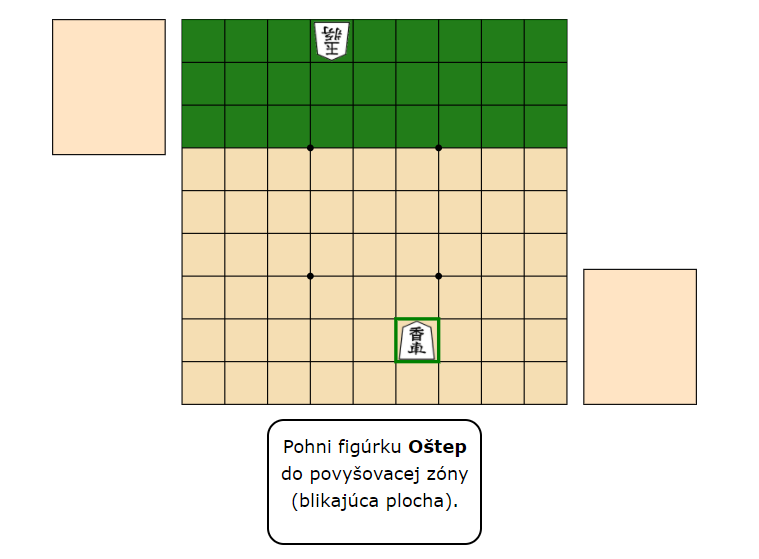 玉將
香車
Pohni figúrku Oštep
do povyšovacej zóny
(blikajúca plocha).